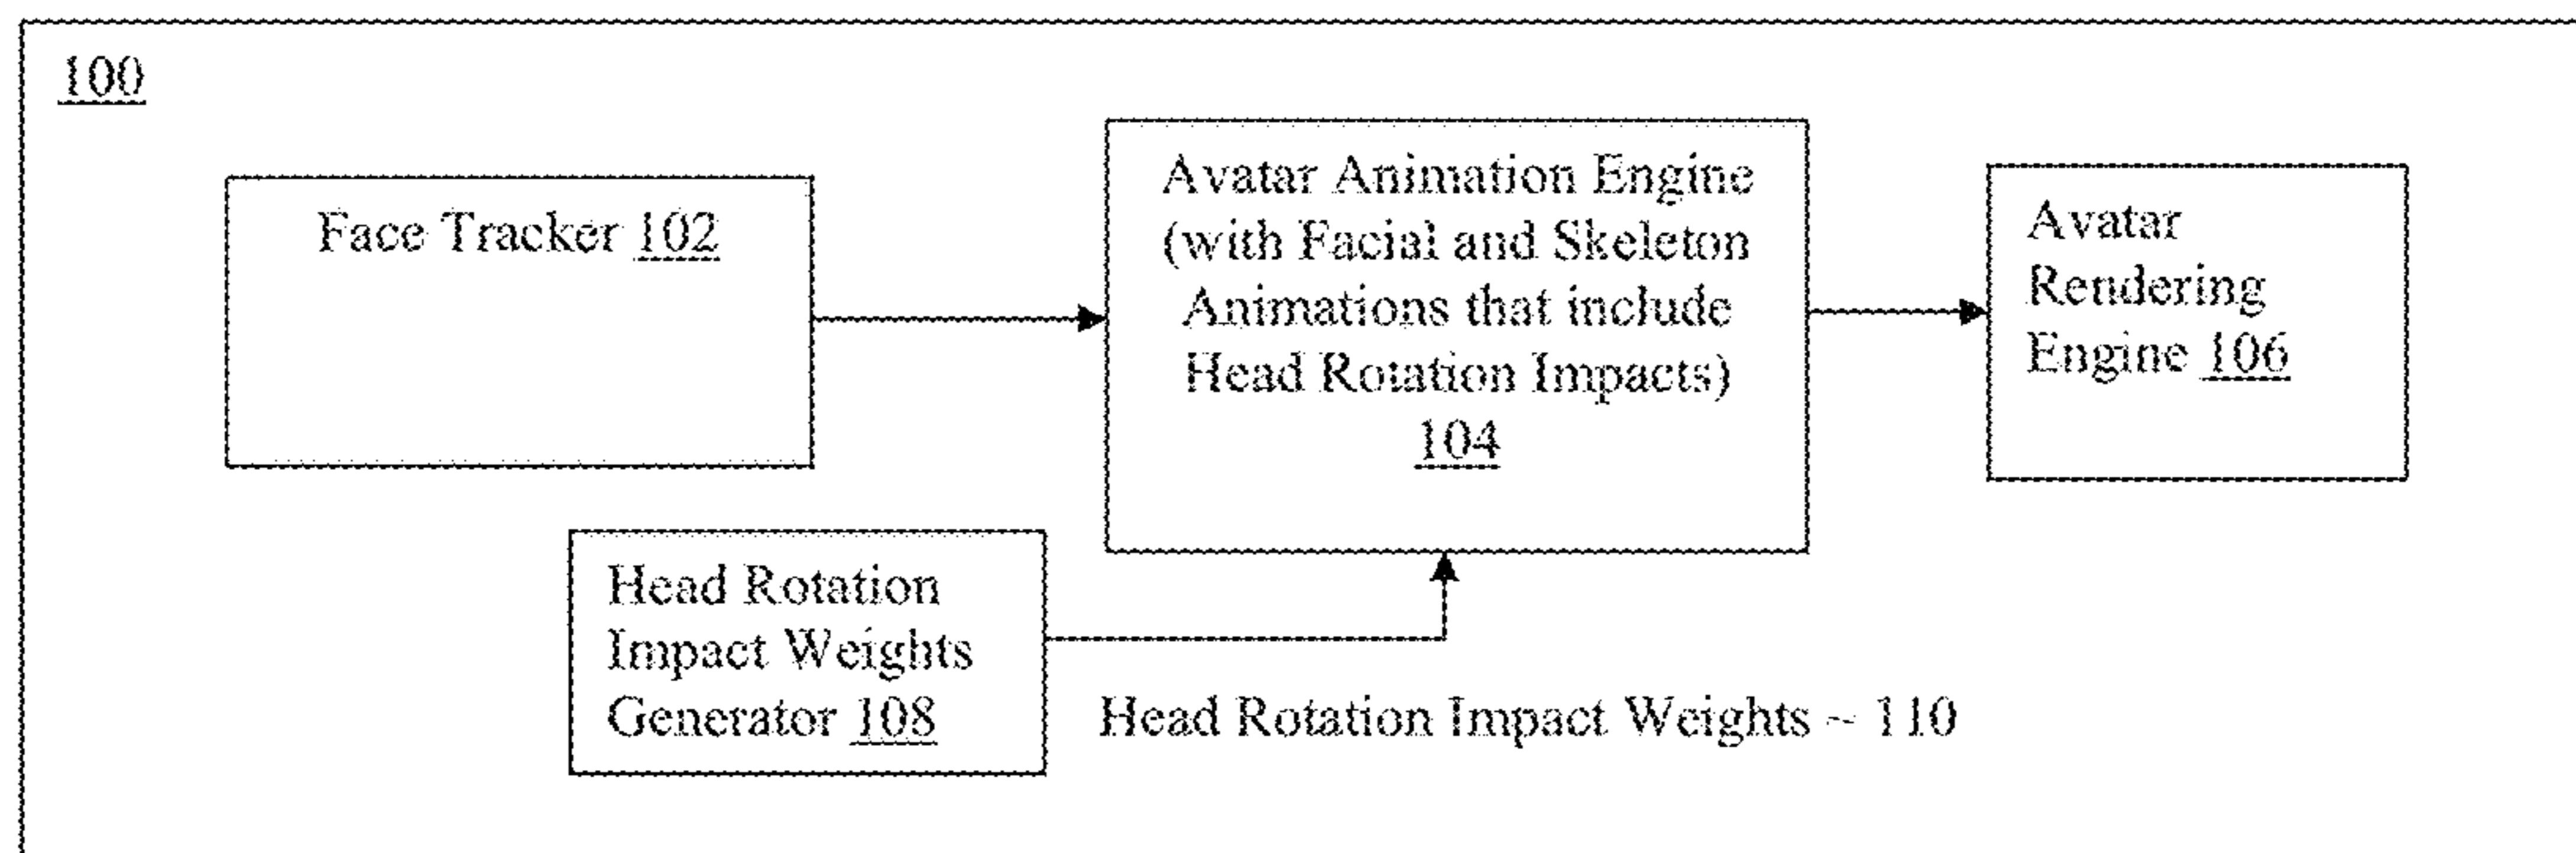 100
Face Tracker 102
Avatar Animation Engine
(with Facial and Skeleton
Animations that include
Head Rotation Impacts)
104
Avatar
Rendering
Engine 106
Head Rotation
Impact Weights
Generator 108
Head Rotation Impact Weights ~ 110